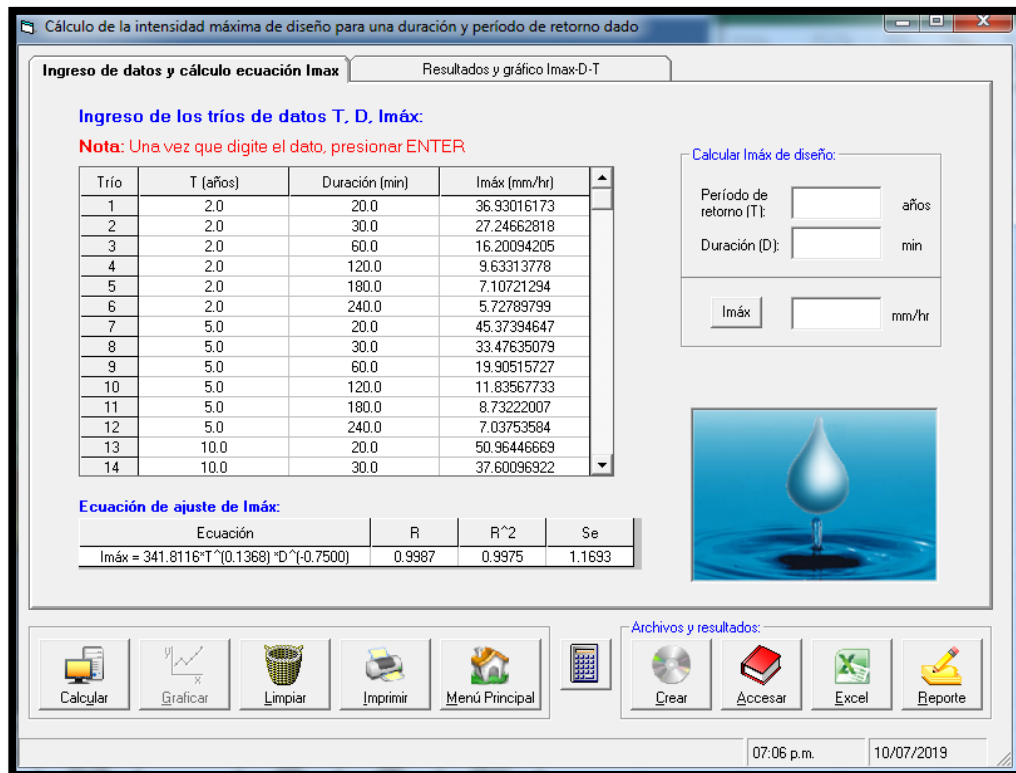 Cálculo de la intensidad máxima de diseño para una duración y período de retorno dado
Ingreso de datos y cálculo ecuación Imax
Resultados y gráfico Imax-D-T
Ingreso de los tríos de datos T, D, Imáx:
Nota: Una vez que digite el dato, presionar ENTER
Trío T (años) Duración (min) Imáx (mm/hr)
1 2.0 20.0 36.93016173
2 2.0 30.0 27.24662818
3 2.0 60.0 16.20094205
4 2.0 120.0 9.63313778
5 2.0 180.0 7.10721294
6 2.0 240.0 5.72789799
7 5.0 20.0 45.37394647
8 5.0 30.0 33.47635079
9 5.0 60.0 19.90515727
10 5.0 120.0 11.83567733
11 5.0 180.0 8.73222007
12 5.0 240.0 7.03753584
13 10.0 20.0 50.96446669
14 10.0 30.0 37.60096922
Calcular Imáx de diseño:
Período de
retorno (T): años
Duración (D): min
Imáx mm/hr
Ecuación de ajuste de Imáx:
Ecuación R R^2 Se
Imáx = 341.8116*T^(0.1368) *D^(-0.7500) 0.9987 0.9975 1.1693
Calcular
y
x
Graficar
Limpiar
Imprimir
Menú Principal
Archivos y resultados:
Crear
Accesar
Excel
Reporte
07:06 p.m. 10/07/2019